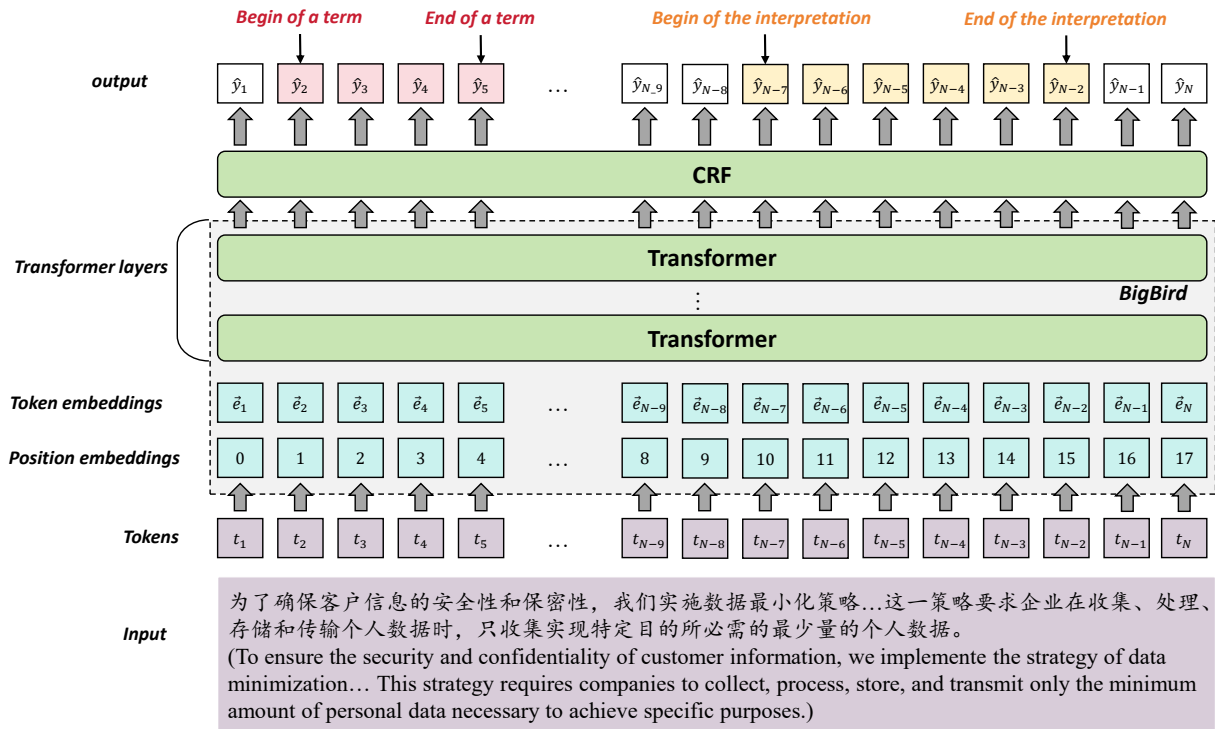 Begin of a term End of a term Begin of the interpretation End of the interpretation
output ŷ₁ ŷ₂ ŷ₃ ŷ₄ ŷ₅ … ŷN_9 ŷN−8 ŷN−7 ŷN−6 ŷN−5 ŷN−4 ŷN−3 ŷN−2 ŷN−1 ŷN
CRF
Transformer layers
Transformer
⋮
BigBird
Transformer
Token embeddings e⃗₁ e⃗₂ e⃗₃ e⃗₄ e⃗₅ … e⃗N−9 e⃗N−8 e⃗N−7 e⃗N−6 e⃗N−5 e⃗N−4 e⃗N−3 e⃗N−2 e⃗N−1 e⃗N
Position embeddings 0 1 2 3 4 … 8 9 10 11 12 13 14 15 16 17
Tokens t₁ t₂ t₃ t₄ t₅ … tN−9 tN−8 tN−7 tN−6 tN−5 tN−4 tN−3 tN−2 tN−1 tN
Input
为了确保客户信息的安全性和保密性，我们实施数据最小化策略…这一策略要求企业在收集、处理、
存储和传输个人数据时，只收集实现特定目的所必需的最少量的个人数据。
(To ensure the security and confidentiality of customer information, we implemente the strategy of data
minimization… This strategy requires companies to collect, process, store, and transmit only the minimum
amount of personal data necessary to achieve specific purposes.)